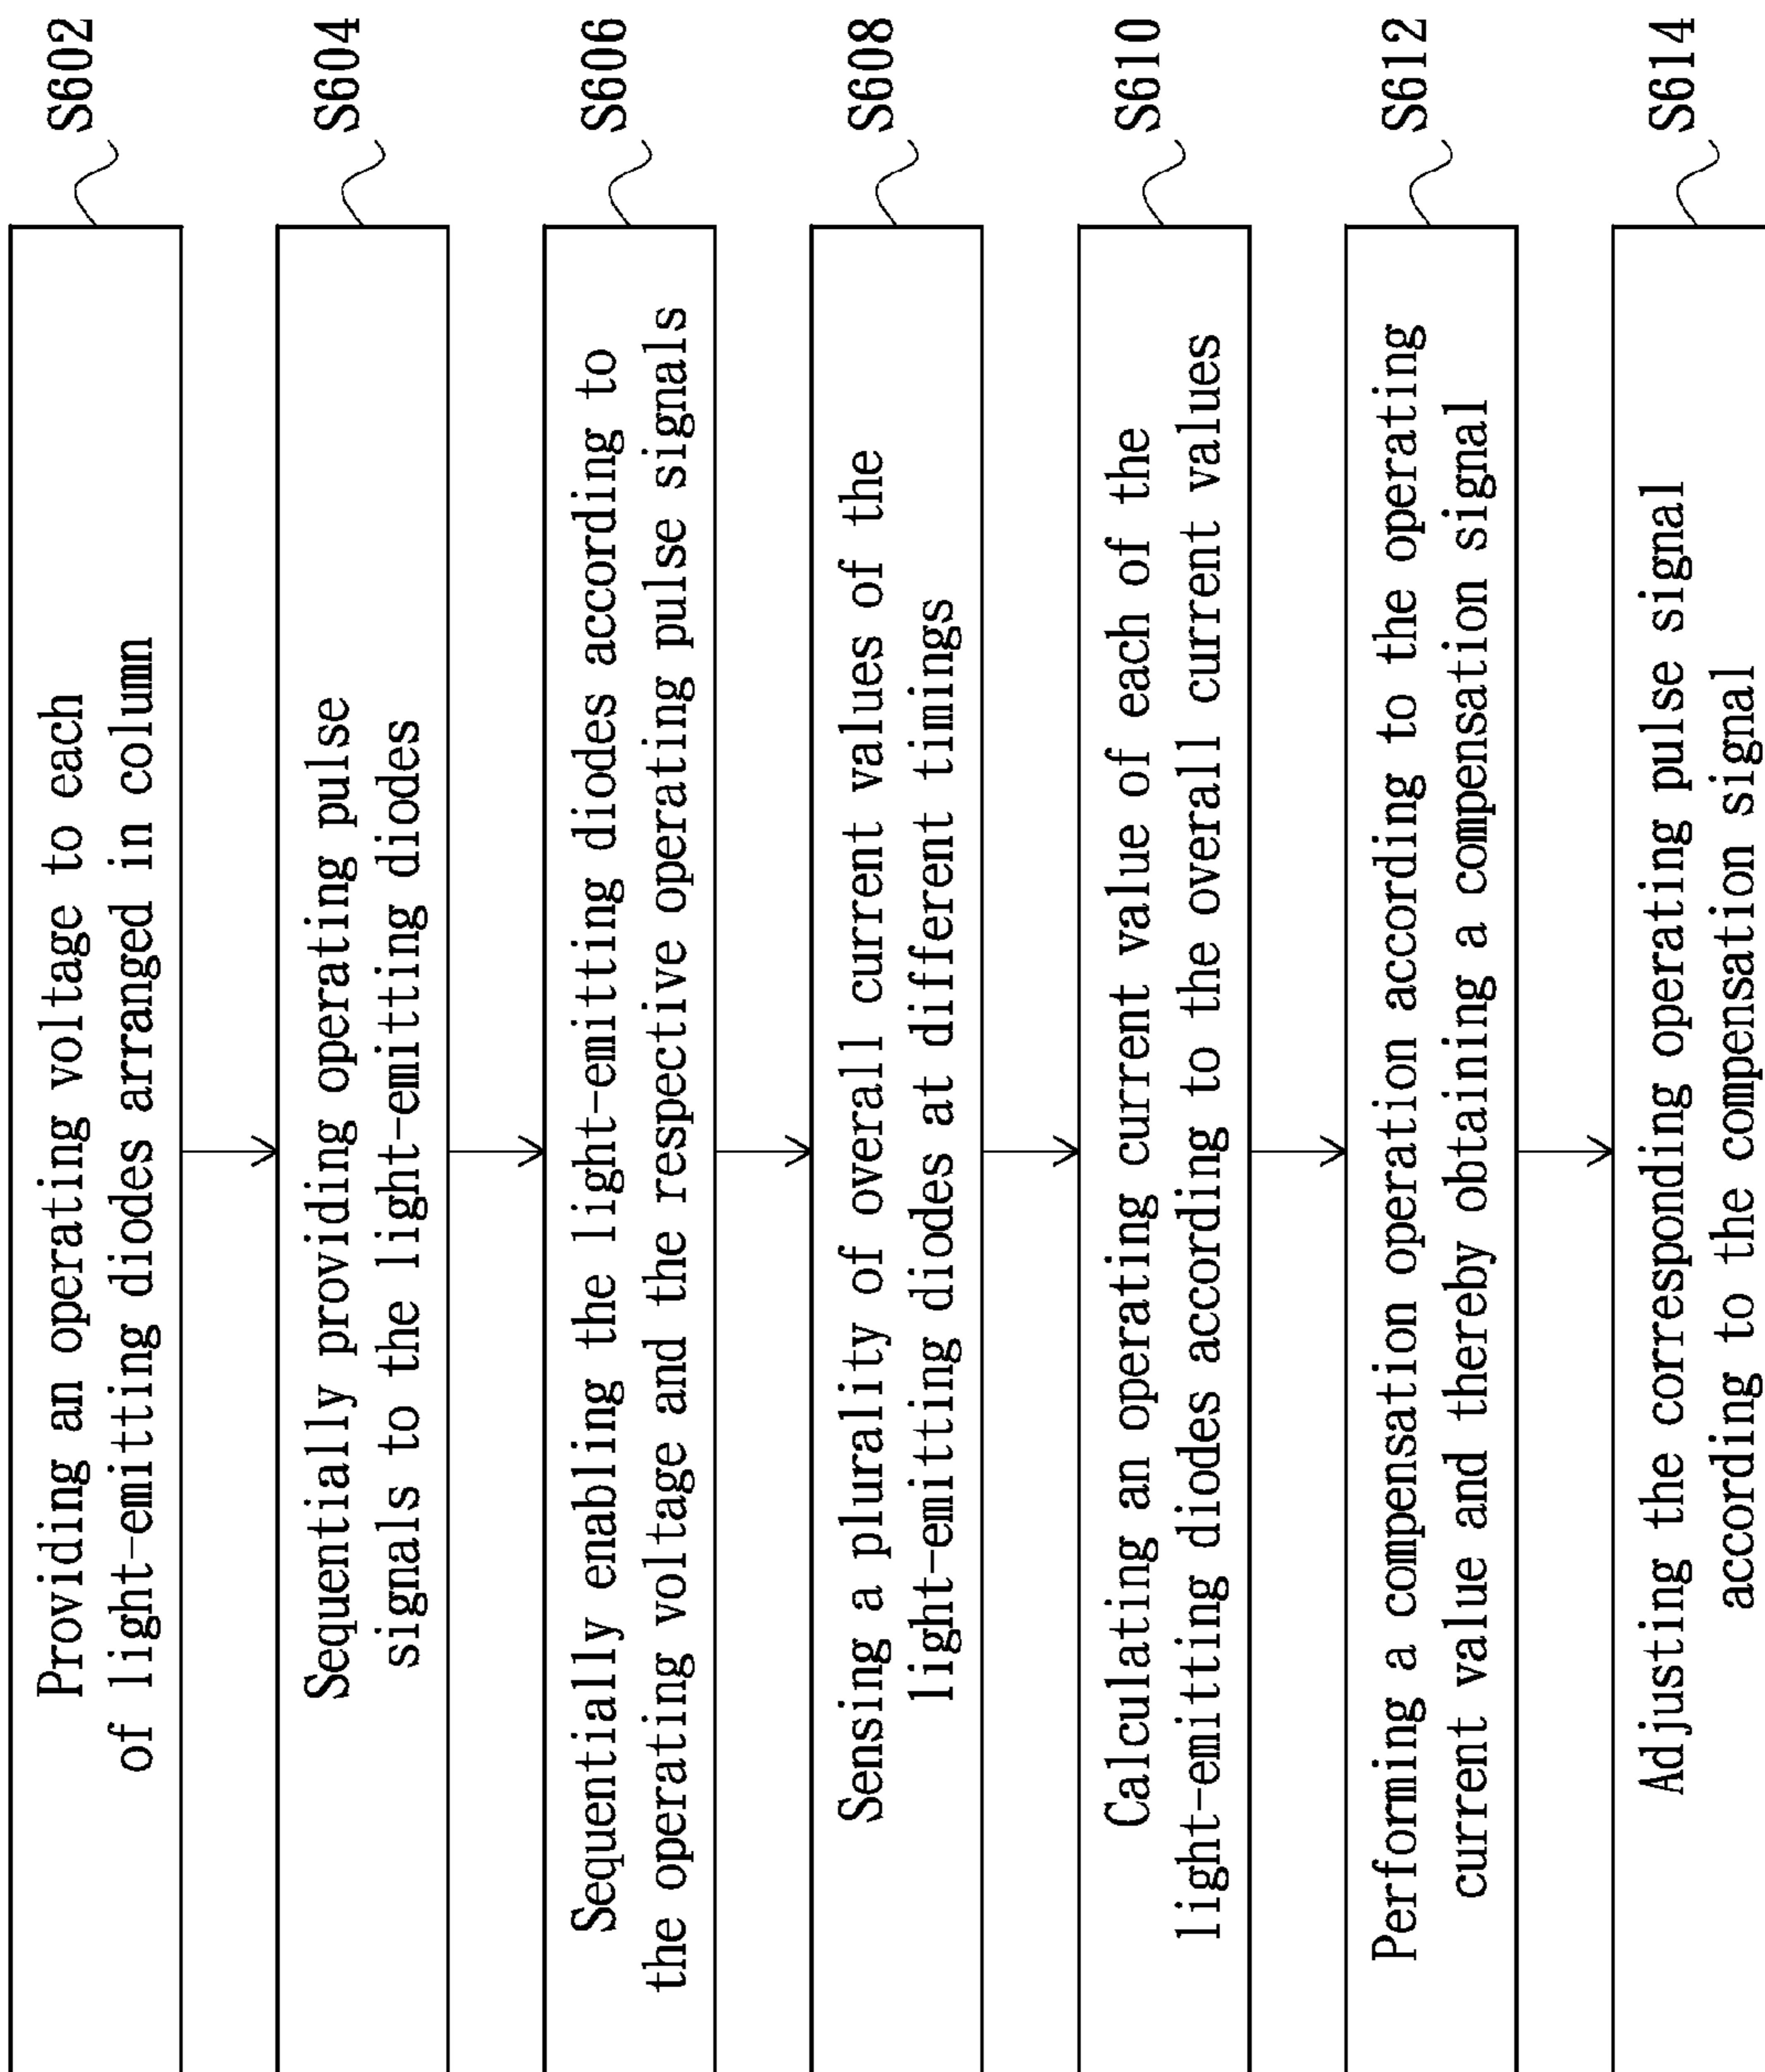 Providing an operating voltage to each
of light-emitting diodes arranged in column
S602
Sequentially providing operating pulse
signals to the light-emitting diodes
S604
Sequentially enabling the light-emitting diodes according to
the operating voltage and the respective operating pulse signals
S606
Sensing a plurality of overall current values of the
light-emitting diodes at different timings
S608
Calculating an operating current value of each of the
light-emitting diodes according to the overall current values
S610
Performing a compensation operation according to the operating
current value and thereby obtaining a compensation signal
S612
Adjusting the corresponding operating pulse signal
according to the compensation signal
S614